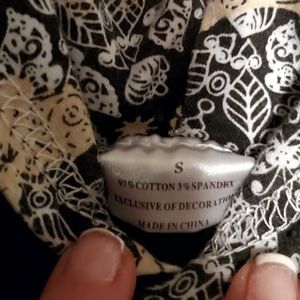 S
97% COTTON 3% SPANDEX
EXCLUSIVE OF DECORATION
MADE IN CHINA